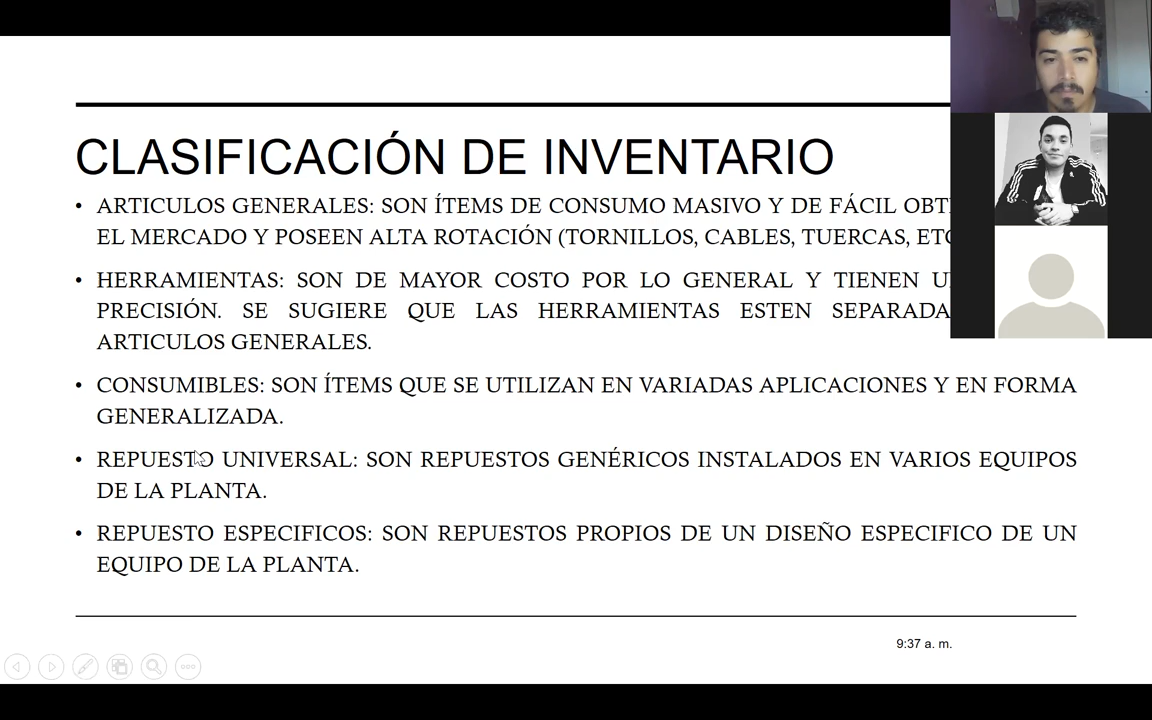 CLASIFICACIÓN DE INVENTARIO
• ARTICULOS GENERALES: SON ÍTEMS DE CONSUMO MASIVO Y DE FÁCIL
EL MERCADO Y POSEEN ALTA ROTACIÓN (TORNILLOS, CABLES, TUERCAS,
• HERRAMIENTAS: SON DE MAYOR COSTO POR LO GENERAL Y TIENEN
PRECISIÓN. SE SUGIERE QUE LAS HERRAMIENTAS ESTEN
ARTICULOS GENERALES.
• CONSUMIBLES: SON ÍTEMS QUE SE UTILIZAN EN VARIADAS APLICACIONES Y EN FORMA
GENERALIZADA.
• REPUESTO UNIVERSAL: SON REPUESTOS GENÉRICOS INSTALADOS EN VARIOS EQUIPOS
DE LA PLANTA.
• REPUESTO ESPECIFICOS: SON REPUESTOS PROPIOS DE UN DISEÑO ESPECIFICO DE UN
EQUIPO DE LA PLANTA.
9:37 a. m.